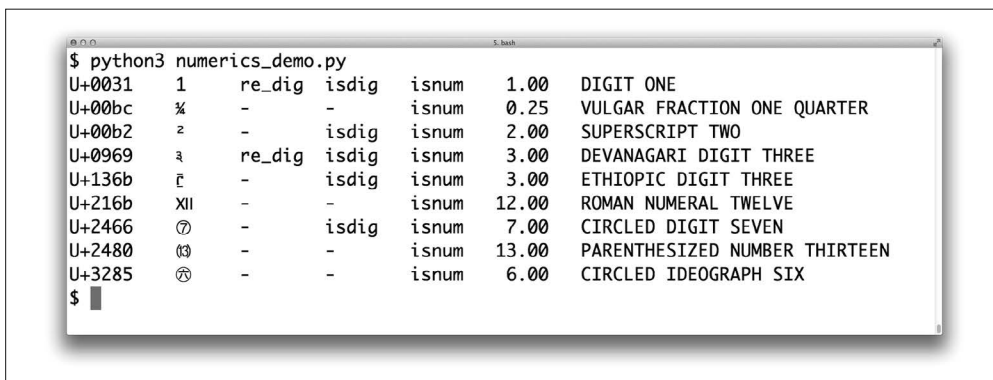 5. bash
$ python3 numerics_demo.py
U+0031 1 re_dig isdig isnum 1.00 DIGIT ONE
U+00bc ¼ - - isnum 0.25 VULGAR FRACTION ONE QUARTER
U+00b2 ² - isdig isnum 2.00 SUPERSCRIPT TWO
U+0969 ३ re_dig isdig isnum 3.00 DEVANAGARI DIGIT THREE
U+136b ፫ - isdig isnum 3.00 ETHIOPIC DIGIT THREE
U+216b Ⅻ - - isnum 12.00 ROMAN NUMERAL TWELVE
U+2466 ⑦ - isdig isnum 7.00 CIRCLED DIGIT SEVEN
U+2480 ⒀ - - isnum 13.00 PARENTHESIZED NUMBER THIRTEEN
U+3285 ㊅ - - isnum 6.00 CIRCLED IDEOGRAPH SIX
$